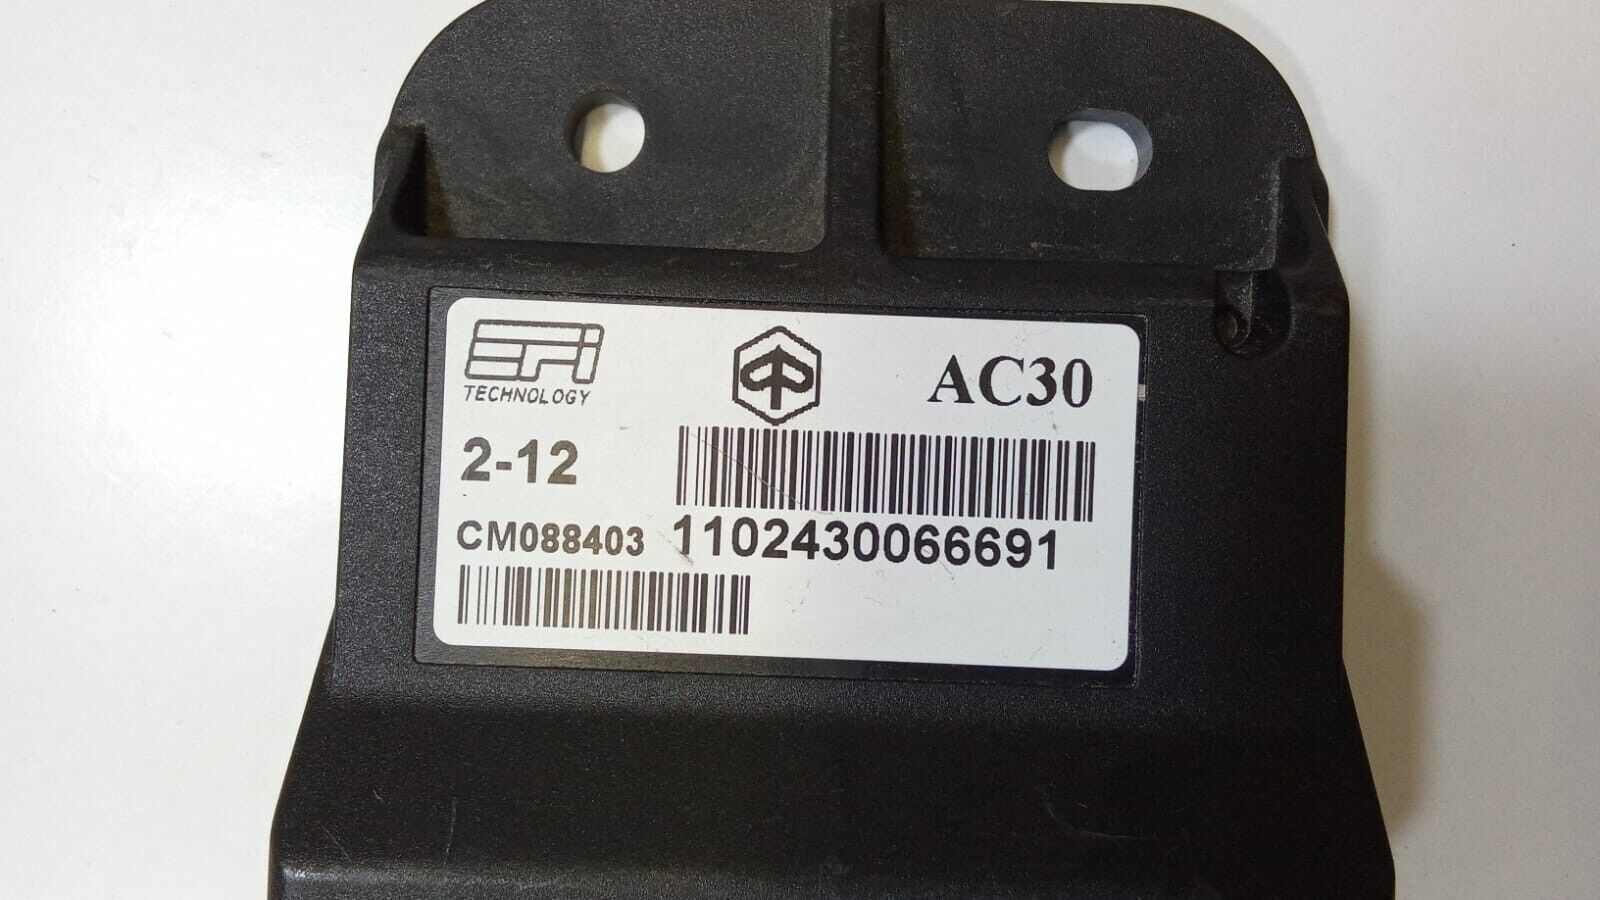 EFI
TECHNOLOGY
AC30
2-12
CM088403
1102430066691